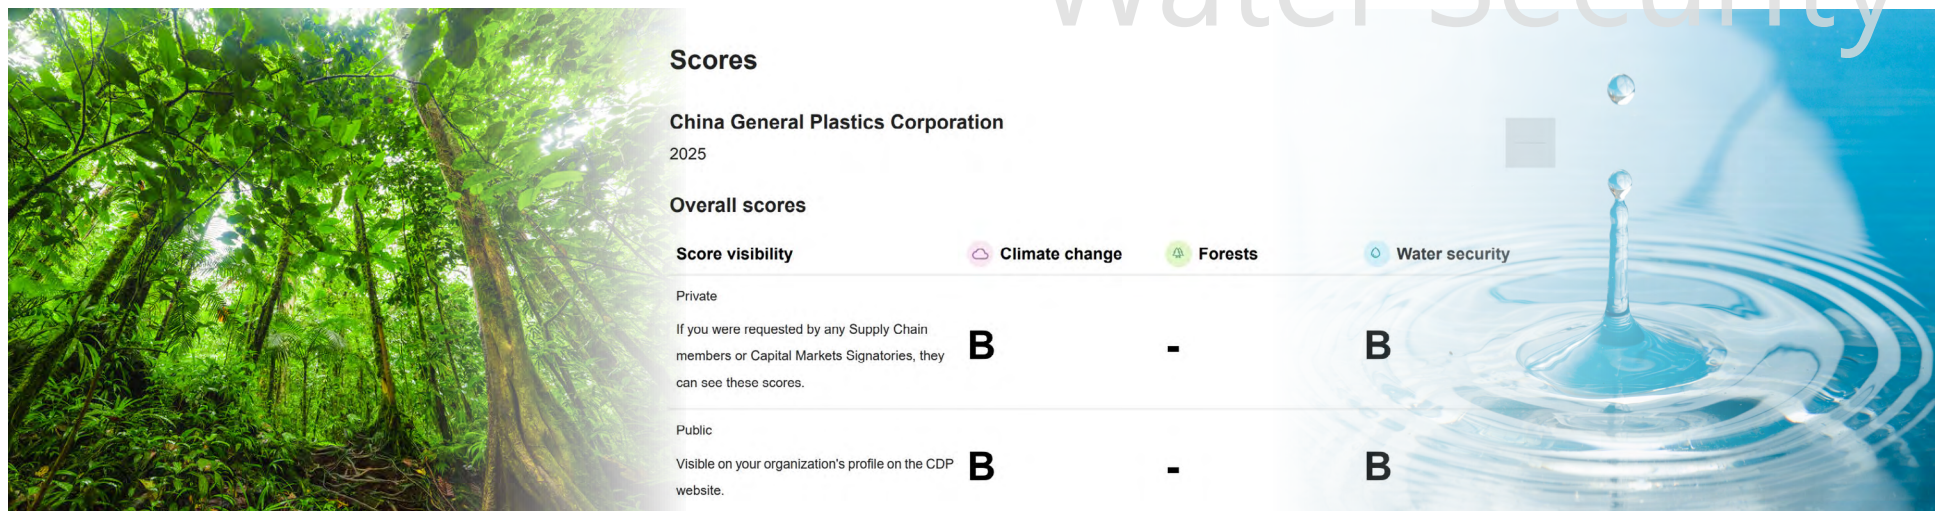 Water Security
Scores
China General Plastics Corporation
2025
Overall scores
Score visibility Climate change Forests Water security
Private
If you were requested by any Supply Chain
members or Capital Markets Signatories, they
can see these scores.
B - B
Public
Visible on your organization's profile on the CDP
website.
B - B